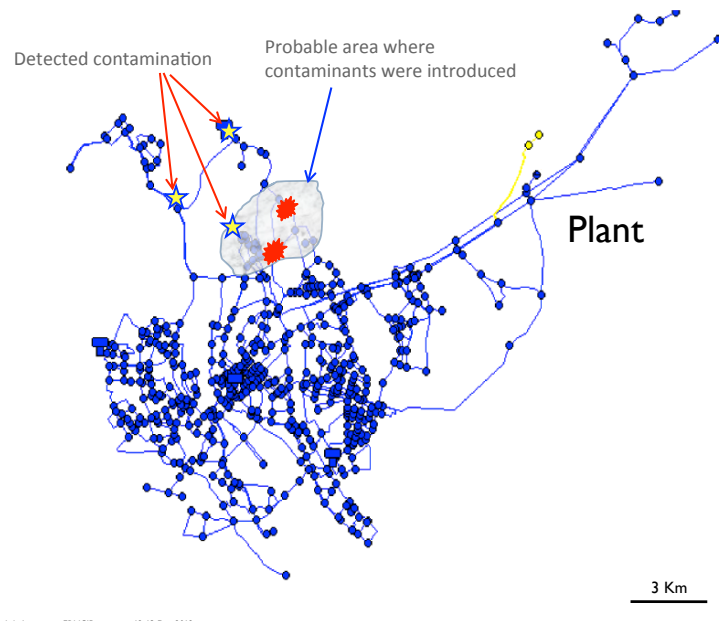 Detected contamination
Probable area where
contaminants were introduced
Plant
3 Km